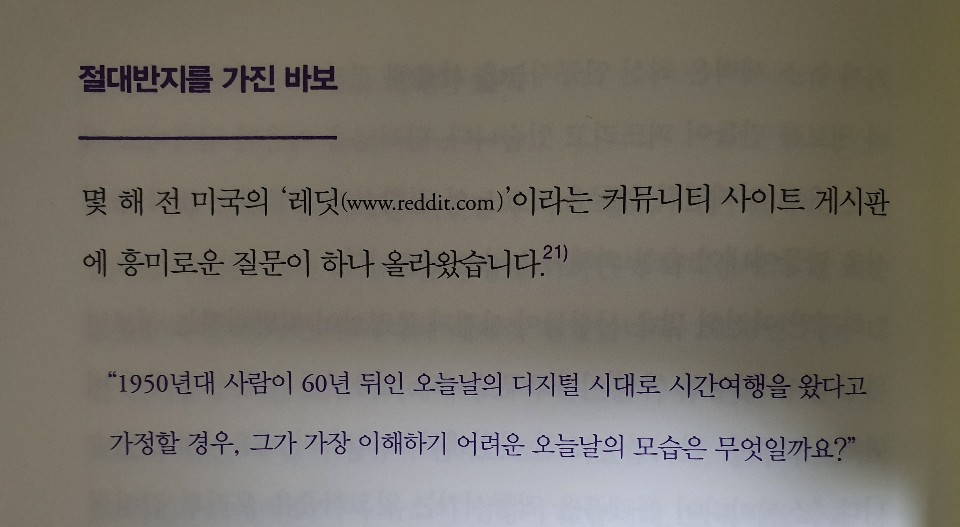 절대반지를 가진 바보
몇 해 전 미국의 ‘레딧(www.reddit.com)’이라는 커뮤니티 사이트 게시판
에 흥미로운 질문이 하나 올라왔습니다.21)
“1950년대 사람이 60년 뒤인 오늘날의 디지털 시대로 시간여행을 왔다고
가정할 경우, 그가 가장 이해하기 어려운 오늘날의 모습은 무엇일까요?”